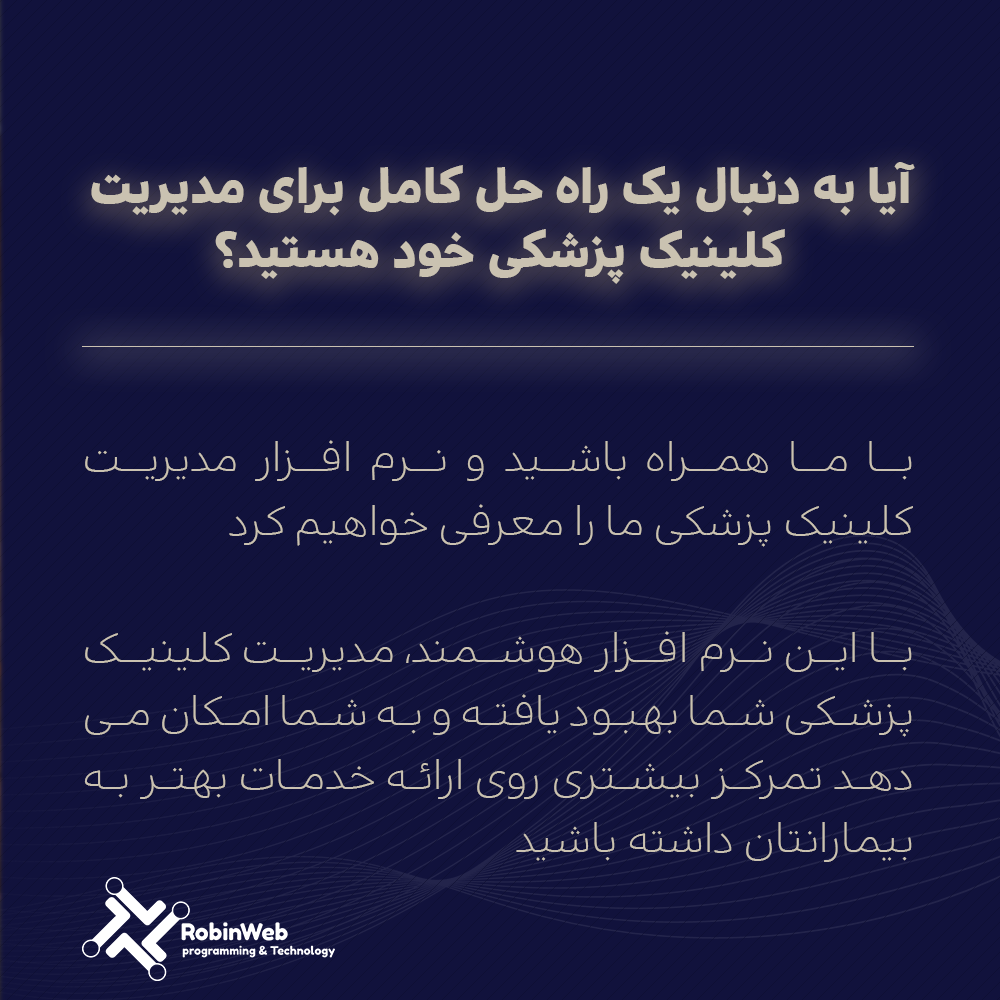 آیا به دنبال یک راه حل کامل برای مدیریت
کلینیک پزشکی خود هستید؟
با ما همراه باشید و نرم افزار مدیریت
کلینیک پزشکی ما را معرفی خواهیم کرد
با این نرم افزار هوشمند، مدیریت کلینیک
پزشکی شما بهبود یافته و به شما امکان می
دهد تمرکز بیشتری روی ارائه خدمات بهتر به
بیمارانتان داشته باشید
RobinWeb
programming & Technology